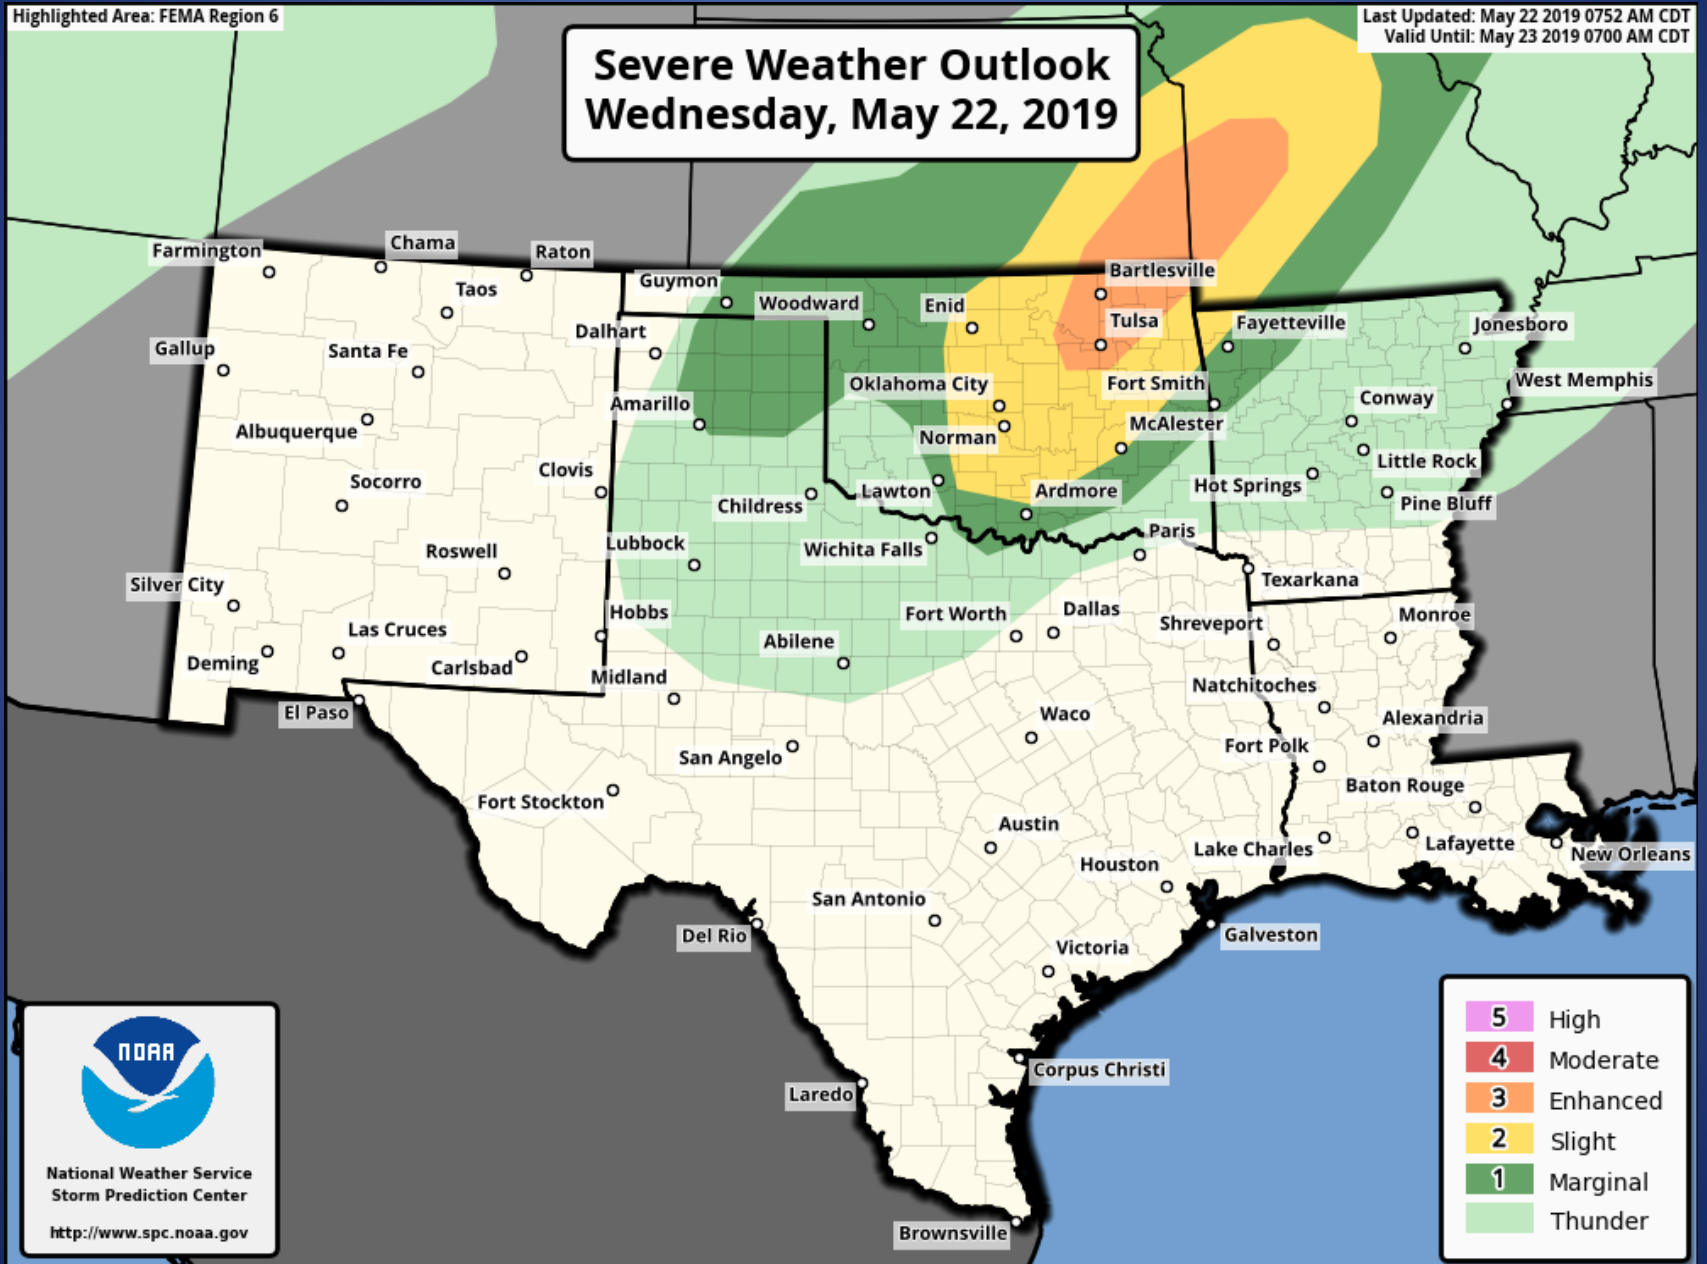 Highlighted Area: FEMA Region 6
Last Updated: May 22 2019 0752 AM CDT
Valid Until: May 23 2019 0700 AM CDT
Severe Weather Outlook
Wednesday, May 22, 2019
Farmington
Chama
Raton
Guymon
Bartlesville
Taos
Woodward
Enid
Dalhart
Tulsa
Fayetteville
Jonesboro
Gallup
Santa Fe
Oklahoma City
Fort Smith
West Memphis
Amarillo
Conway
Albuquerque
Norman
McAlester
Clovis
Little Rock
Socorro
Childress
Lawton
Ardmore
Hot Springs
Pine Bluff
Roswell
Lubbock
Wichita Falls
Paris
Silver City
Texarkana
Hobbs
Fort Worth
Dallas
Shreveport
Monroe
Las Cruces
Abilene
Deming
Carlsbad
Midland
Natchitoches
El Paso
Waco
Alexandria
San Angelo
Fort Polk
Fort Stockton
Baton Rouge
Austin
Lake Charles
Lafayette
New Orleans
Houston
San Antonio
Del Rio
Galveston
Victoria
Corpus Christi
Laredo
Brownsville
NOAA
National Weather Service
Storm Prediction Center
http://www.spc.noaa.gov
5 High
4 Moderate
3 Enhanced
2 Slight
1 Marginal
Thunder